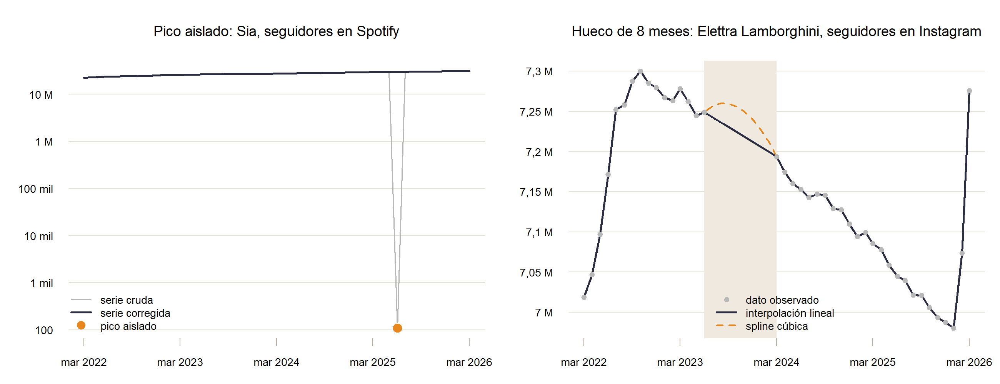 Pico aislado: Sia, seguidores en Spotify
10 M
1 M
100 mil
10 mil
1 mil
100
serie cruda
serie corregida
pico aislado
mar 2022
mar 2023
mar 2024
mar 2025
mar 2026
Hueco de 8 meses: Elettra Lamborghini, seguidores en Instagram
7,3 M
7,25 M
7,2 M
7,15 M
7,1 M
7,05 M
7 M
dato observado
interpolación lineal
spline cúbica
mar 2022
mar 2023
mar 2024
mar 2025
mar 2026